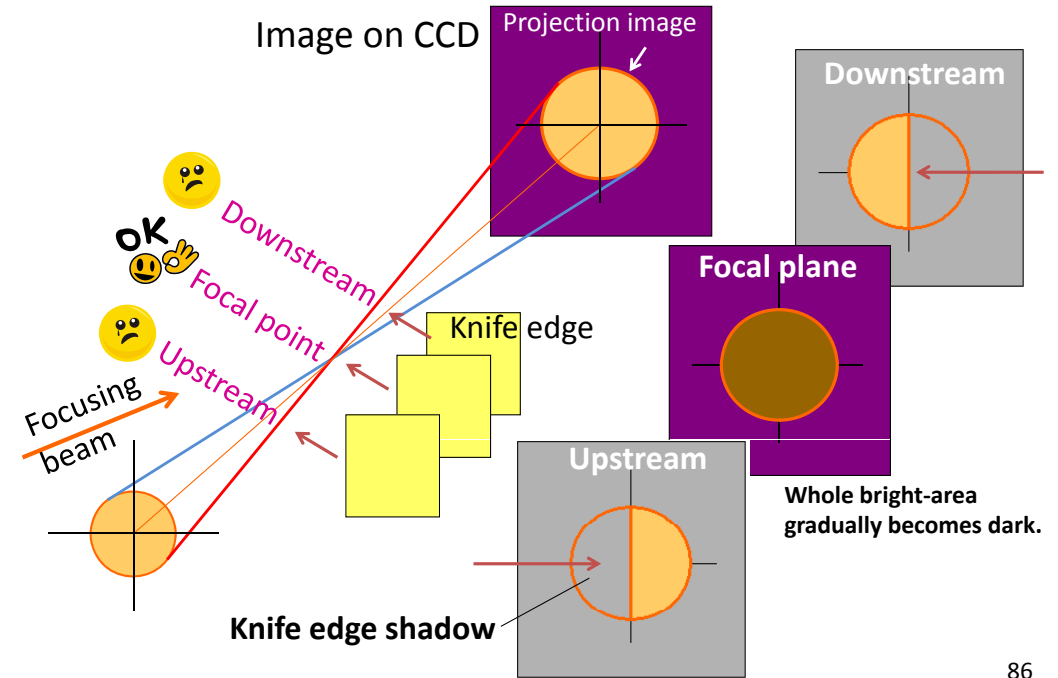 Image on CCD
Projection image
Downstream
OK
Downstream
Focal point
Upstream
Focal plane
Knife edge
Focusing
beam
Upstream
Whole bright-area
gradually becomes dark.
Knife edge shadow
86